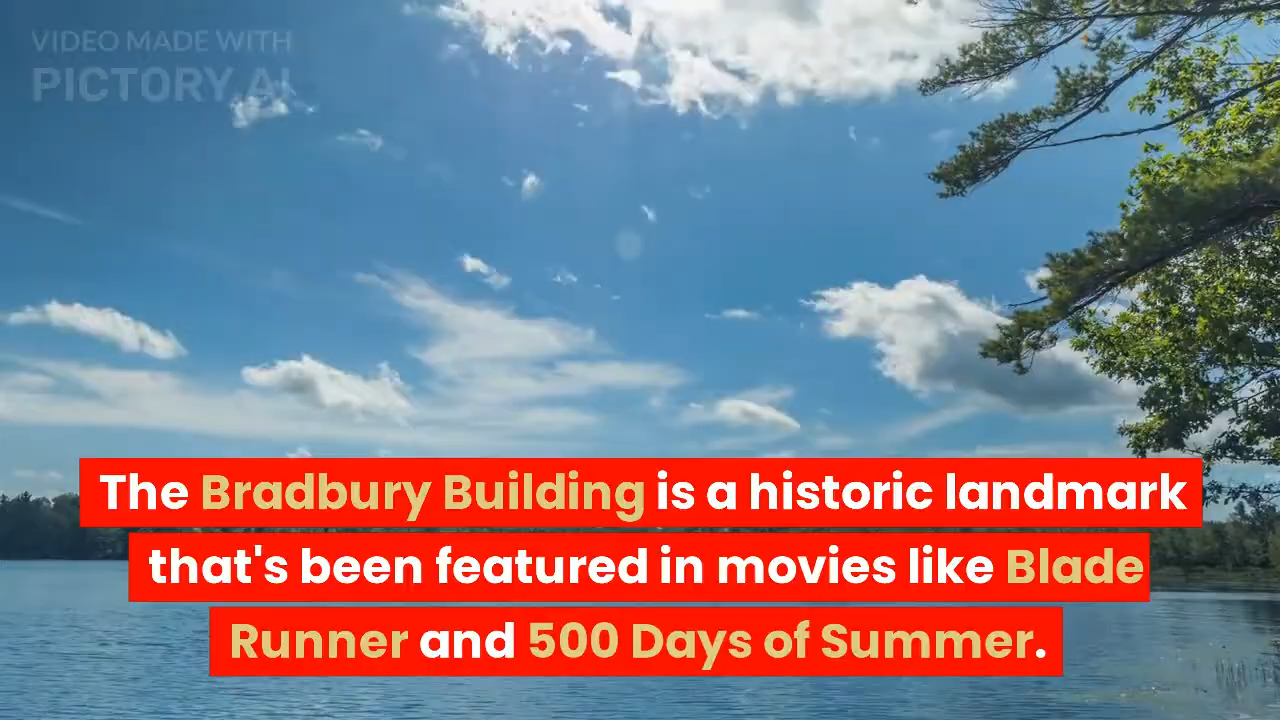 VIDEO MADE WITH
PICTORY.AI
The Bradbury Building is a historic landmark
that's been featured in movies like Blade
Runner and 500 Days of Summer.